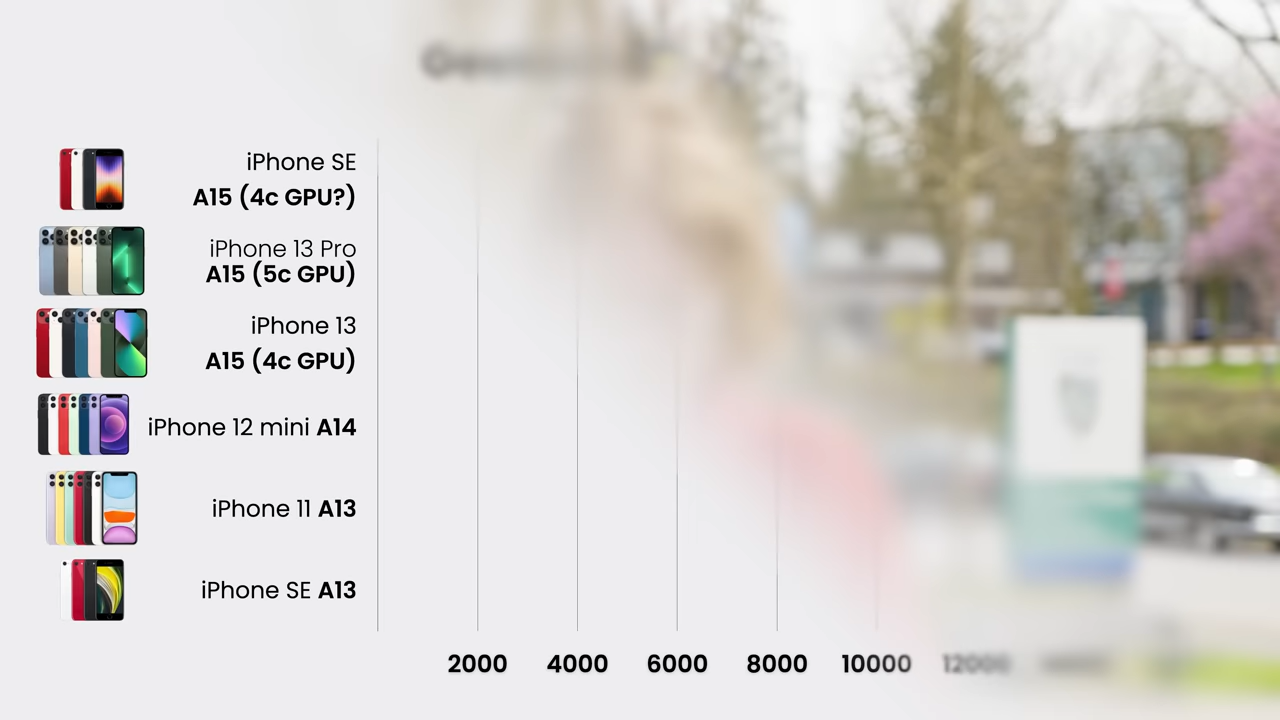 iPhone SE
A15 (4c GPU?)
iPhone 13 Pro
A15 (5c GPU)
iPhone 13
A15 (4c GPU)
iPhone 12 mini A14
iPhone 11 A13
iPhone SE A13
2000 4000 6000 8000 10000 12000